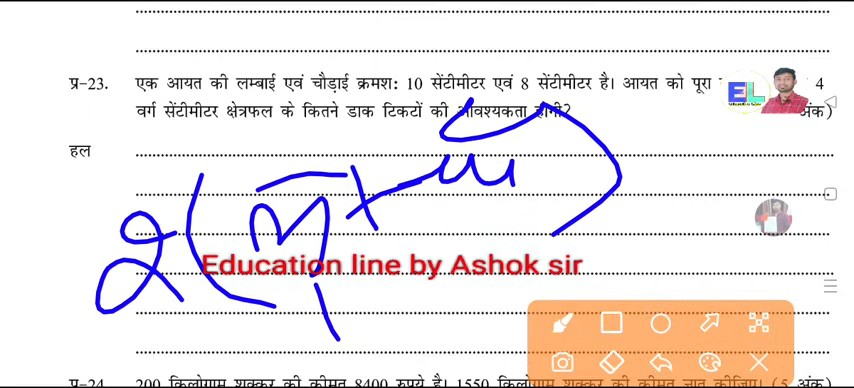 प्र-23. एक आयत की लम्बाई एवं चौड़ाई क्रमशः 10 सेंटीमीटर एवं 8 सेंटीमीटर है। आयत को पूरा 4
वर्ग सेंटीमीटर क्षेत्रफल के कितने डाक टिकटों की आवश्यकता होगी? अंक)
EL
हल
2(ल+चौ)
Education line by Ashok sir
प्र-24. 200 किलोग्राम शक्कर की कीमत 8400 रुपये है। 1550 किलोग्राम शक्कर की कीमत ज्ञात कीजिए। (5 अंक)